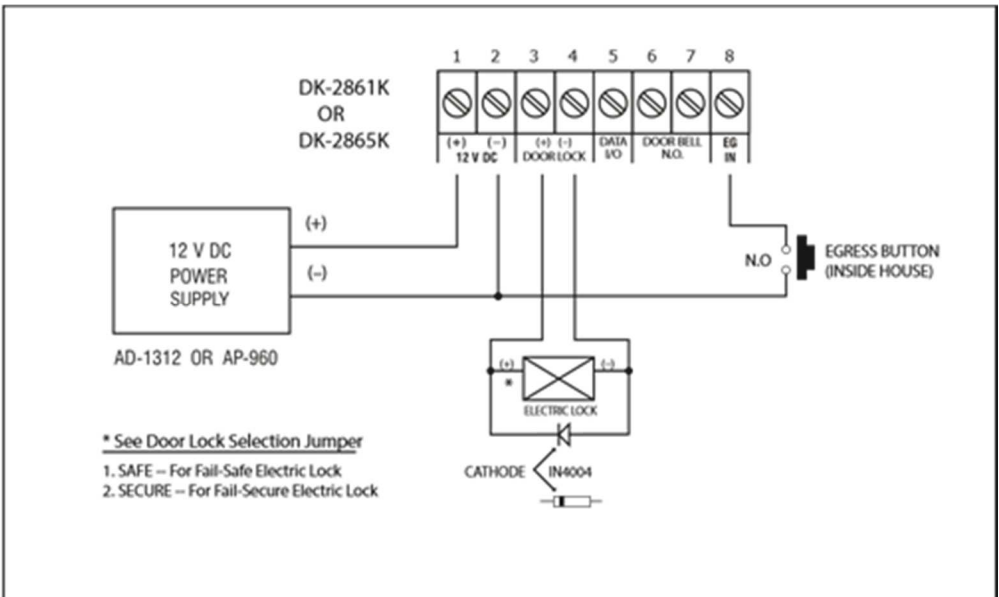 1 2 3 4 5 6 7 8
DK-2861K
OR
DK-2865K
(+) (−) (+) (−) DATA DOOR BELL EG
12 V DC DOOR LOCK I/O N.O. IN
(+)
12 V DC
POWER
SUPPLY
(−)
AD-1312 OR AP-960
N.O
EGRESS BUTTON
(INSIDE HOUSE)
(+) (−)
*
ELECTRIC LOCK
CATHODE IN4004
* See Door Lock Selection Jumper
1. SAFE -- For Fail-Safe Electric Lock
2. SECURE -- For Fail-Secure Electric Lock